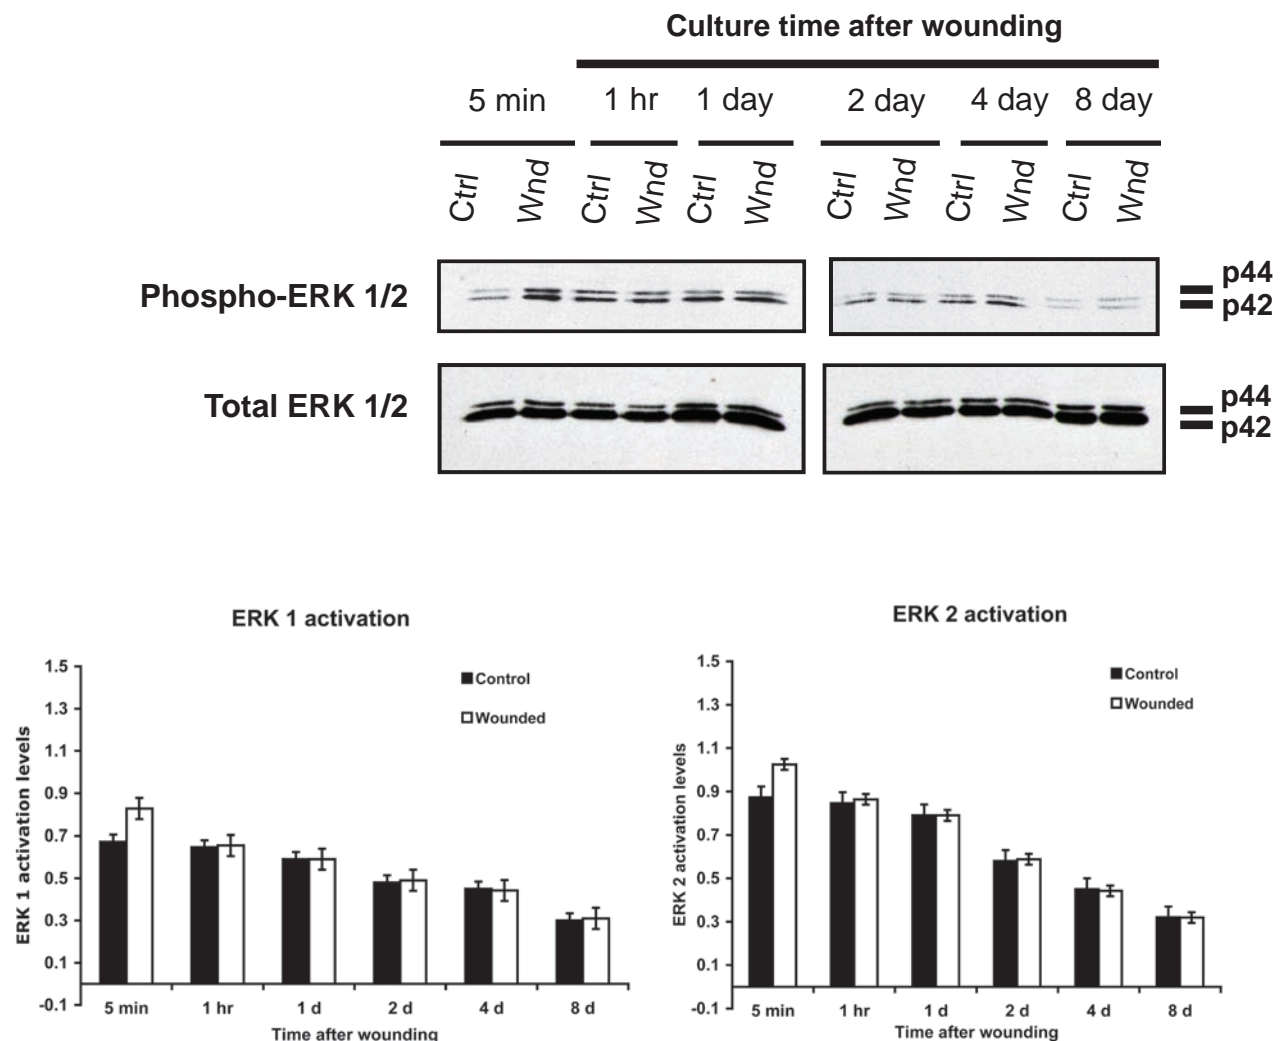 Culture time after wounding
5 min 1 hr 1 day 2 day 4 day 8 day
Ctrl Wnd Ctrl Wnd Ctrl Wnd Ctrl Wnd Ctrl Wnd Ctrl Wnd
Phospho-ERK 1/2
p44
p42
Total ERK 1/2
p44
p42
ERK 1 activation
Control
Wounded
ERK 1 activation levels
1.5
1.3
1.1
0.9
0.7
0.5
0.3
0.1
-0.1
5 min 1 hr 1 d 2 d 4 d 8 d
Time after wounding
ERK 2 activation
Control
Wounded
ERK 2 activation levels
1.5
1.3
1.1
0.9
0.7
0.5
0.3
0.1
-0.1
5 min 1 hr 1 d 2 d 4 d 8 d
Time after wounding